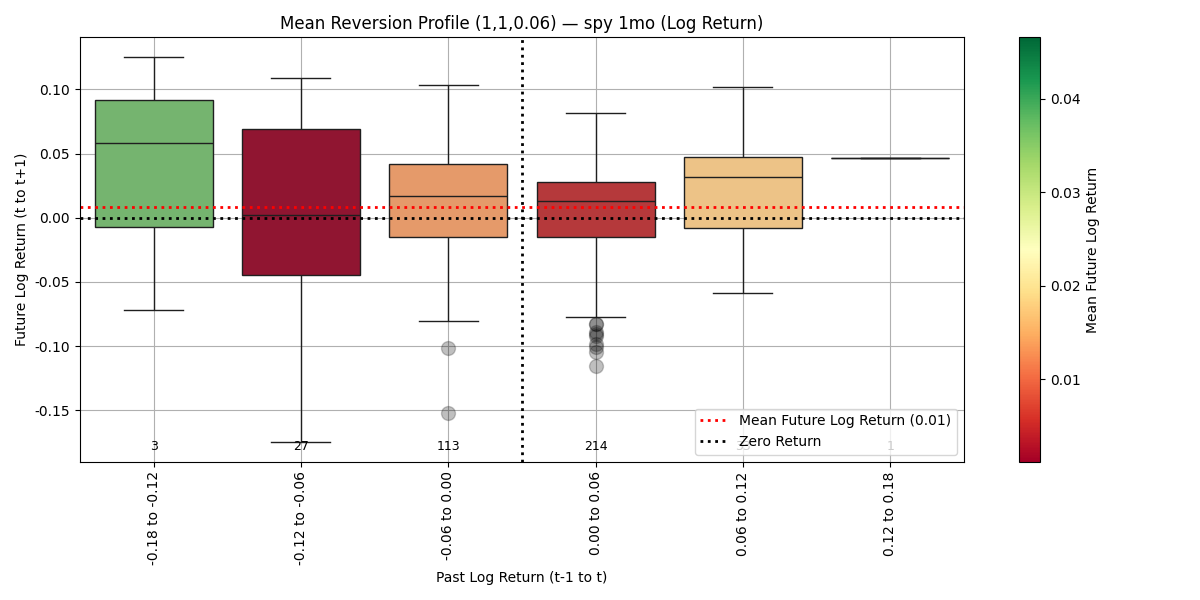 Mean Reversion Profile (1,1,0.06) — spy 1mo (Log Return)
Future Log Return (t to t+1)
0.10
0.05
0.00
-0.05
-0.10
-0.15
3
27
113
214
1
Mean Future Log Return (0.01)
Zero Return
-0.18 to -0.12
-0.12 to -0.06
-0.06 to 0.00
0.00 to 0.06
0.06 to 0.12
0.12 to 0.18
Past Log Return (t-1 to t)
0.04
0.03
0.02
0.01
Mean Future Log Return